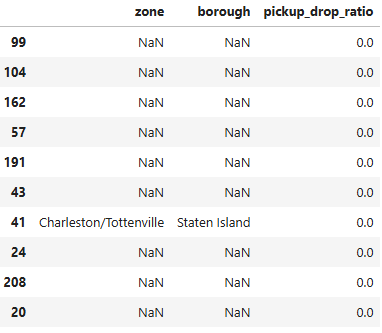 zone borough pickup_drop_ratio
99 NaN NaN 0.0
104 NaN NaN 0.0
162 NaN NaN 0.0
57 NaN NaN 0.0
191 NaN NaN 0.0
43 NaN NaN 0.0
41 Charleston/Tottenville Staten Island 0.0
24 NaN NaN 0.0
208 NaN NaN 0.0
20 NaN NaN 0.0